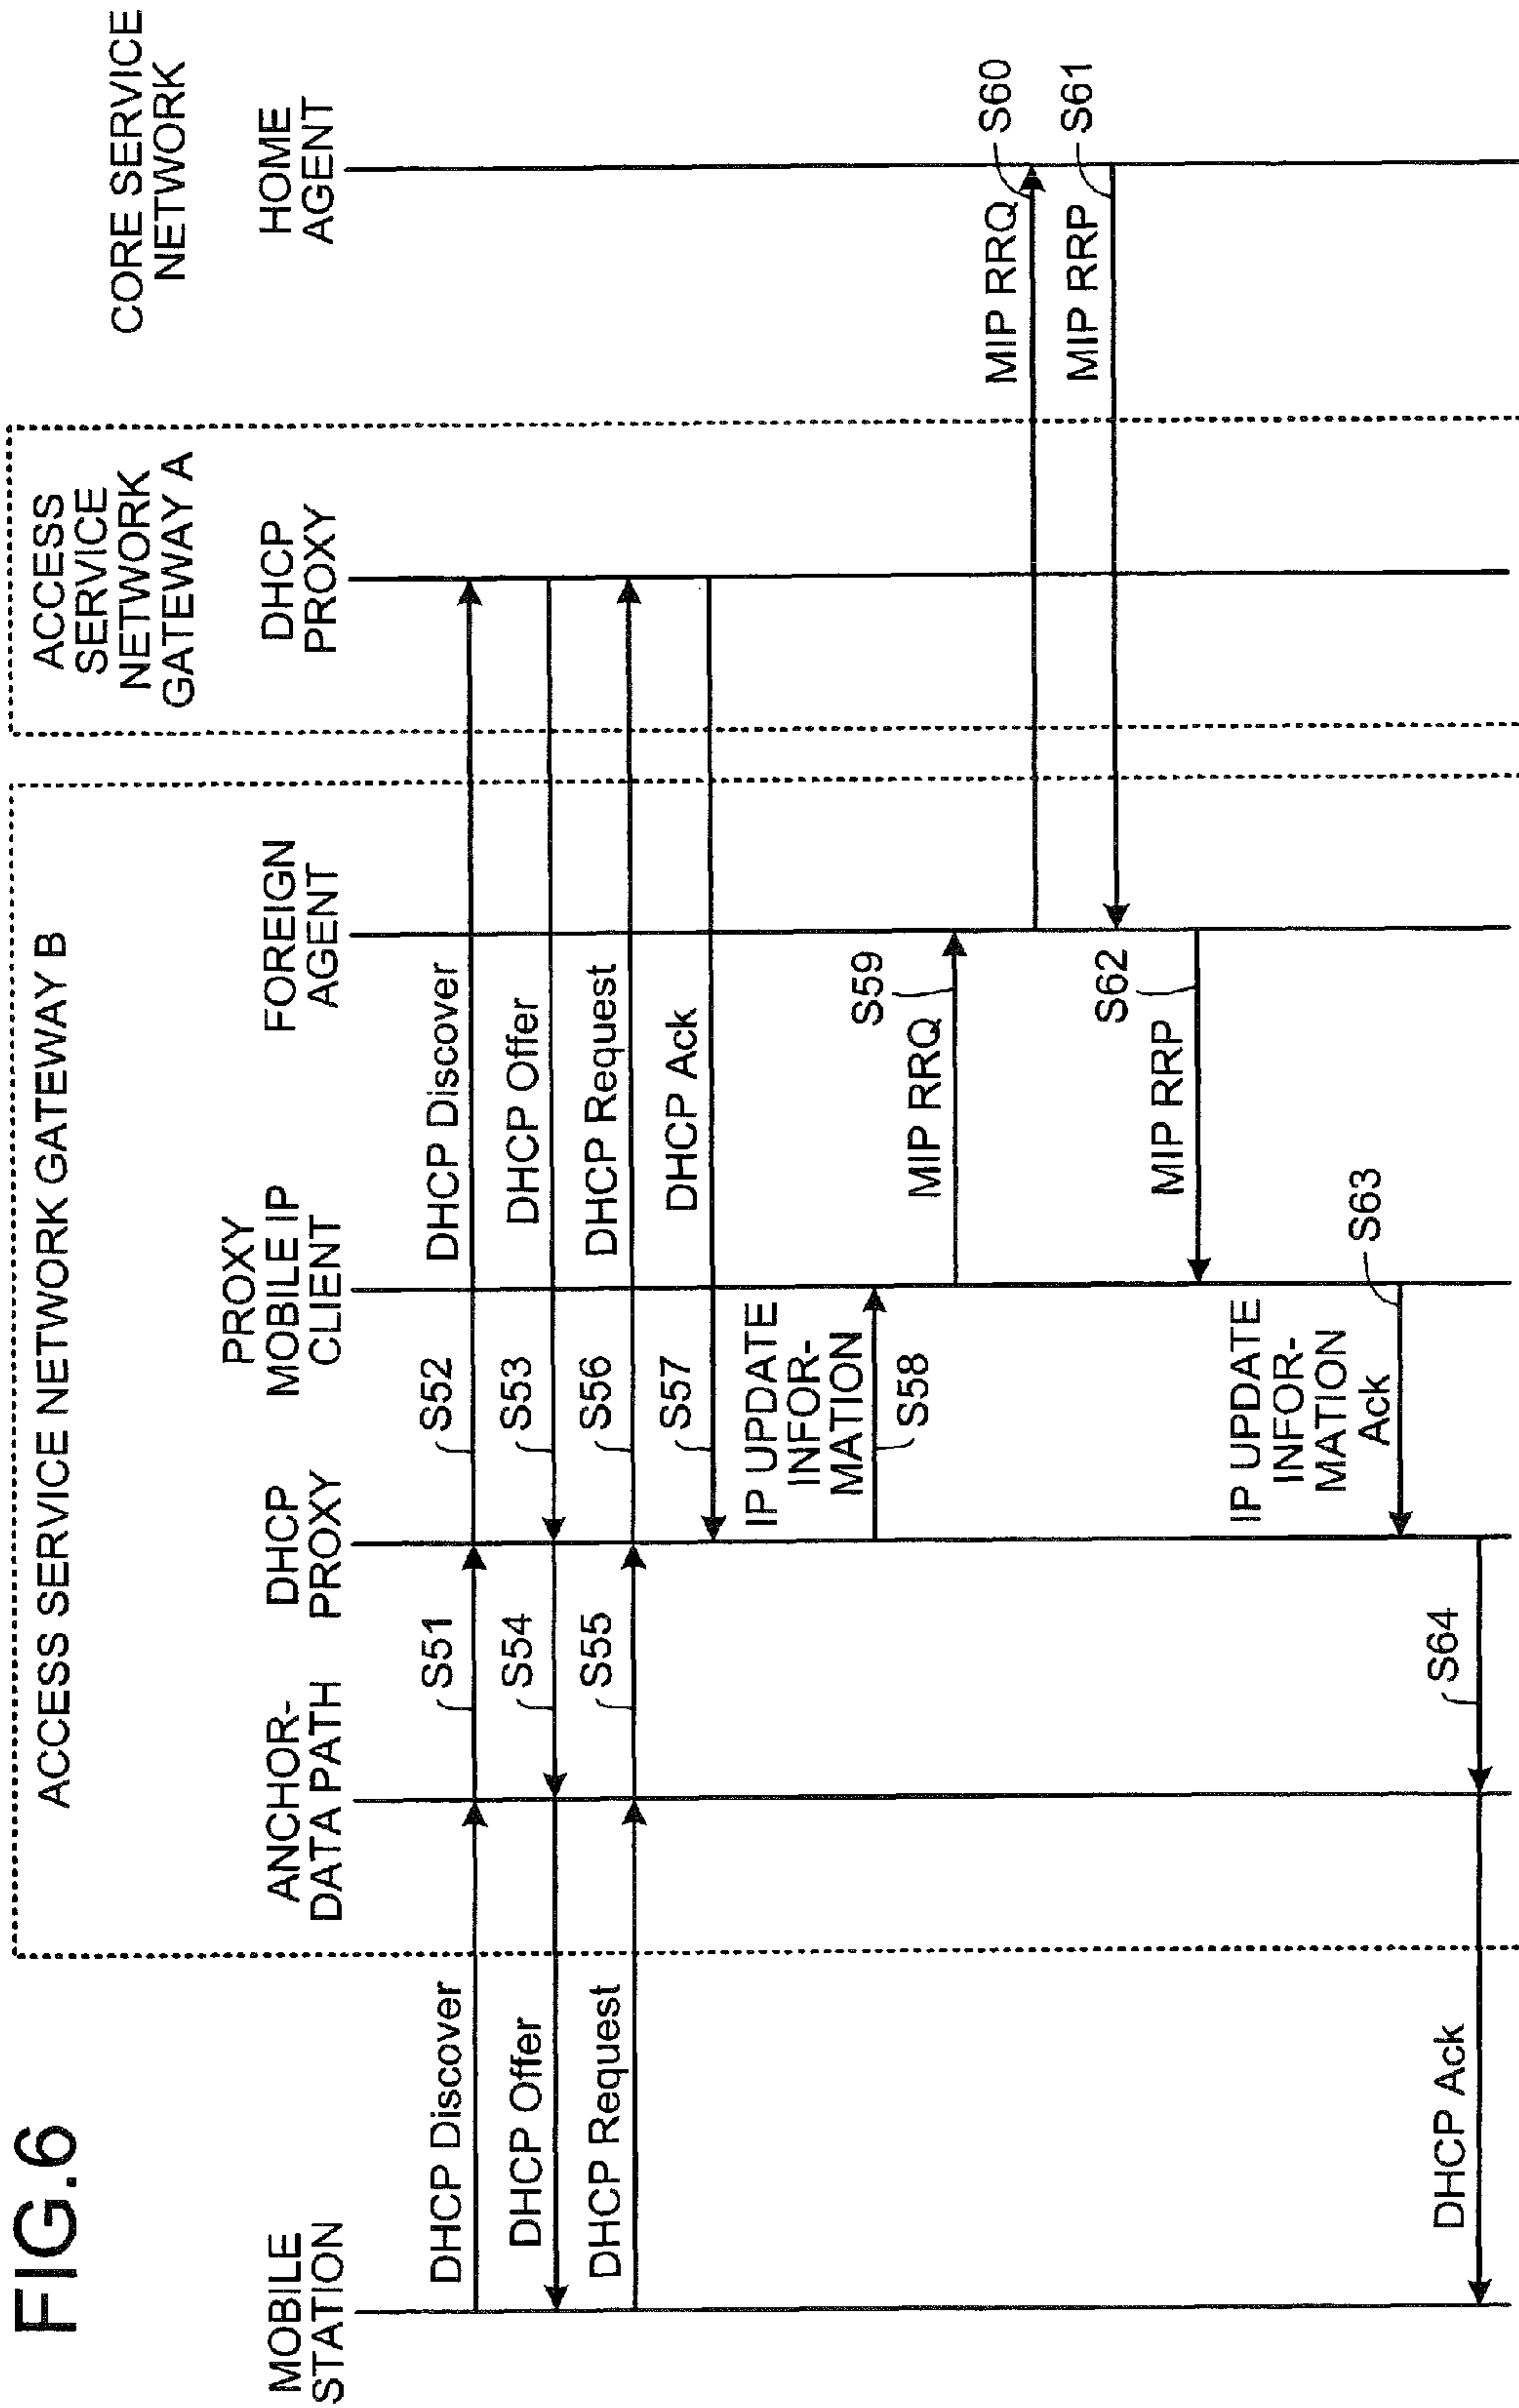 FIG.6
ACCESS SERVICE NETWORK GATEWAY B
ACCESS
SERVICE
NETWORK
GATEWAY A
CORE SERVICE
NETWORK
MOBILE
STATION
ANCHOR-
DATA PATH
DHCP
PROXY
PROXY
MOBILE IP
CLIENT
FOREIGN
AGENT
DHCP
PROXY
HOME
AGENT
DHCP Discover
S51
S52
DHCP Discover
DHCP Offer
S54
S53
DHCP Offer
DHCP Request
S55
S56
DHCP Request
S57
DHCP Ack
IP UPDATE
INFOR-
MATION
S58
MIP RRQ
S59
MIP RRQ
S60
MIP RRP
S61
MIP RRP
S62
IP UPDATE
INFOR-
MATION
Ack
S63
DHCP Ack
S64